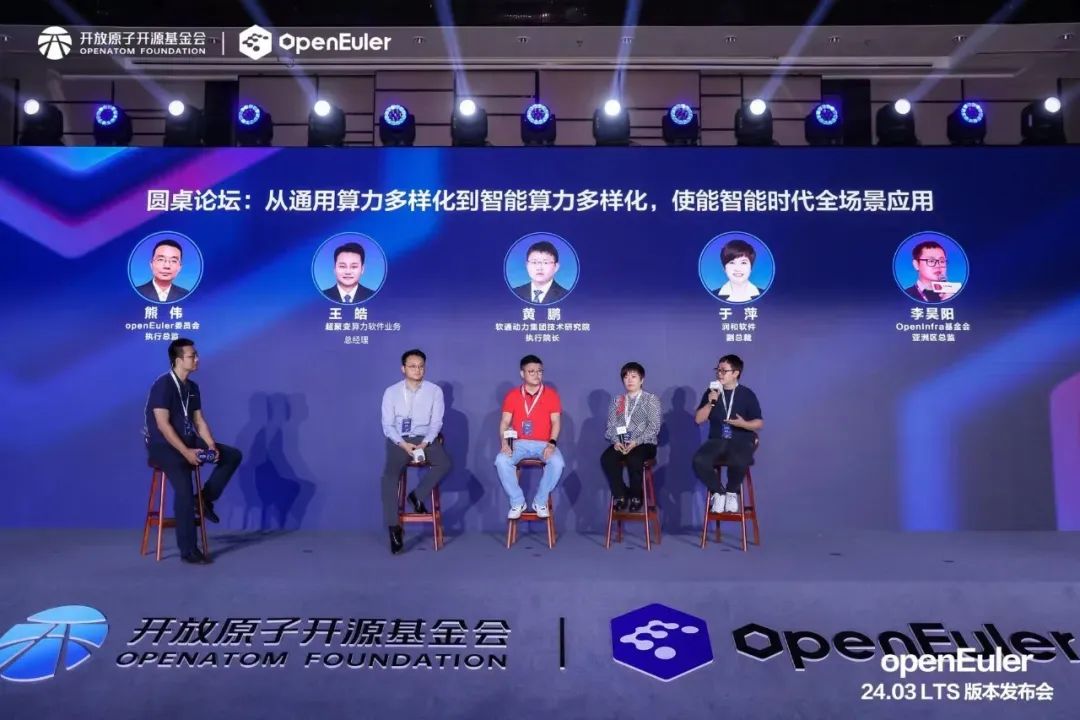 开放原子开源基金会
OPENATOM FOUNDATION
OpenEuler
圆桌论坛：从通用算力多样化到智能算力多样化，使能智能时代全场景应用
熊 伟
openEuler委员会
执行总监
王 皓
超聚变算力软件业务
总经理
黄 鹏
软通动力集团技术研究院
执行院长
于 萍
润和软件
副总裁
李昊阳
OpenInfra基金会
亚洲区总监
开放原子开源基金会
OPENATOM FOUNDATION
OpenEuler
openEuler
24.03 LTS 版本发布会